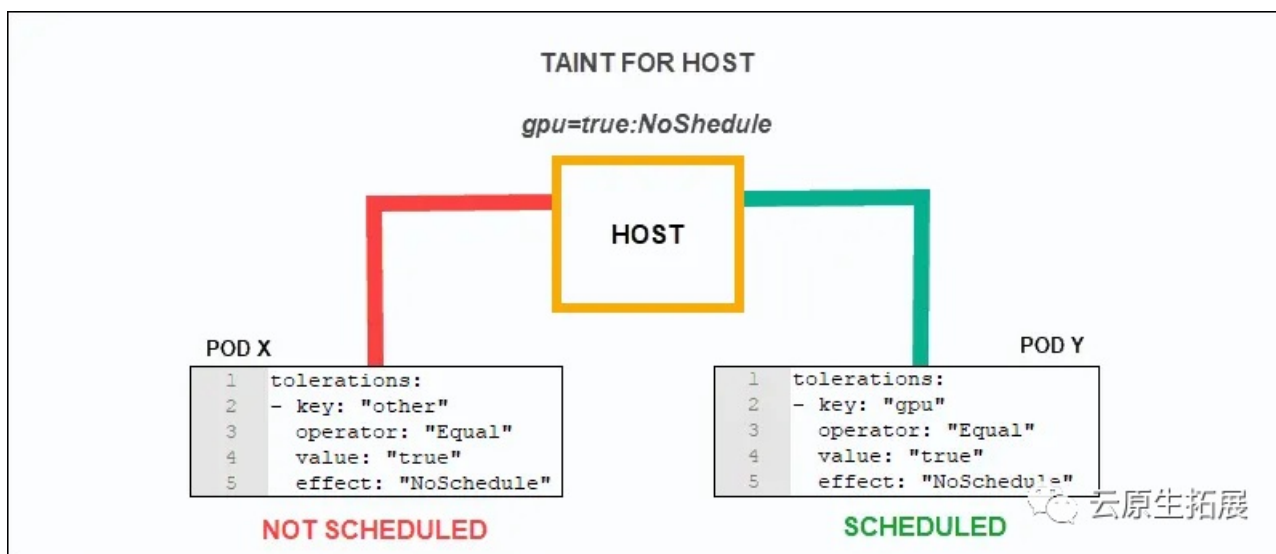 TAINT FOR HOST
gpu=true:NoShedule
HOST
POD X
1 tolerations:
2 - key: "other"
3   operator: "Equal"
4   value: "true"
5   effect: "NoSchedule"
NOT SCHEDULED
POD Y
1 tolerations:
2 - key: "gpu"
3   operator: "Equal"
4   value: "true"
5   effect: "NoSchedule"
SCHEDULED
云原生拓展